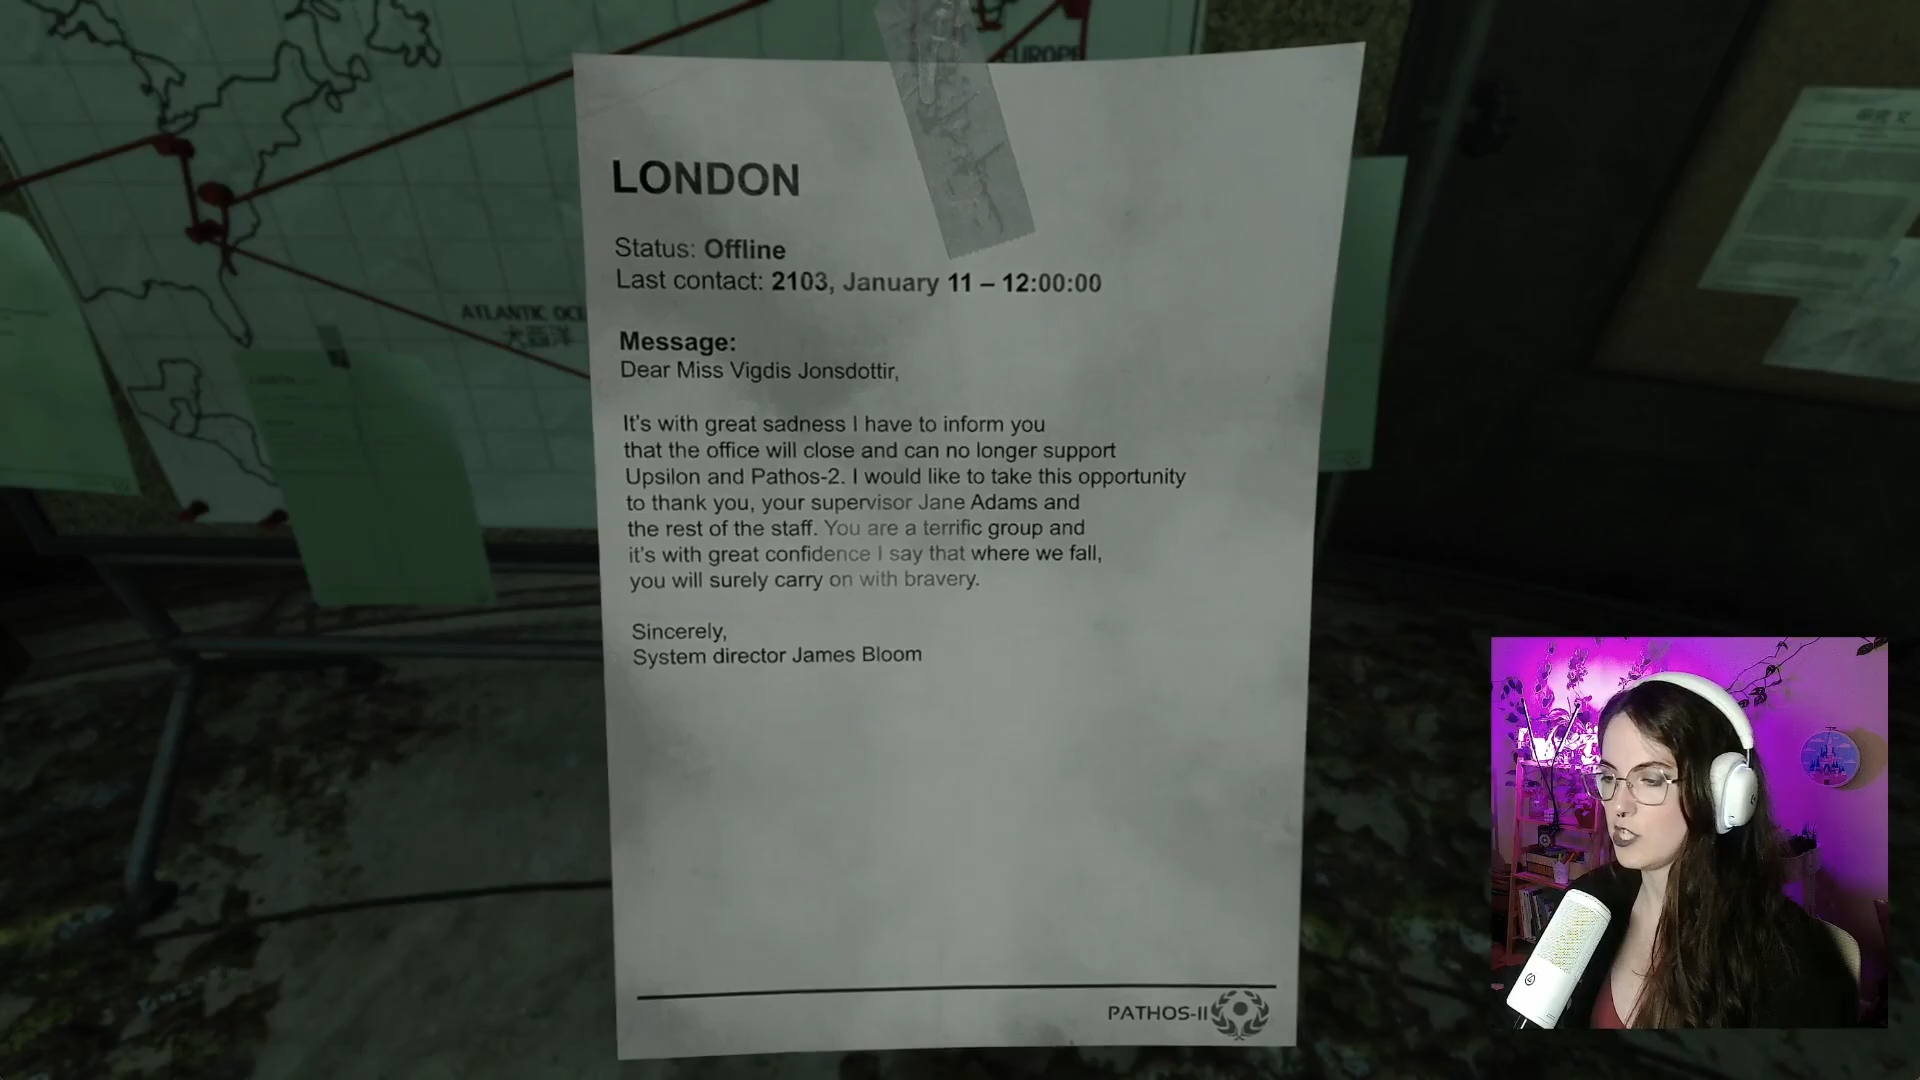 EUROPE
ATLANTIC OCE
大西洋
LONDON
Status: Offline
Last contact: 2103, January 11 – 12:00:00
Message:
Dear Miss Vigdis Jonsdottir,
It's with great sadness I have to inform you
that the office will close and can no longer support
Upsilon and Pathos-2. I would like to take this opportunity
to thank you, your supervisor Jane Adams and
the rest of the staff. You are a terrific group and
it's with great confidence I say that where we fall,
you will surely carry on with bravery.
Sincerely,
System director James Bloom
PATHOS-II